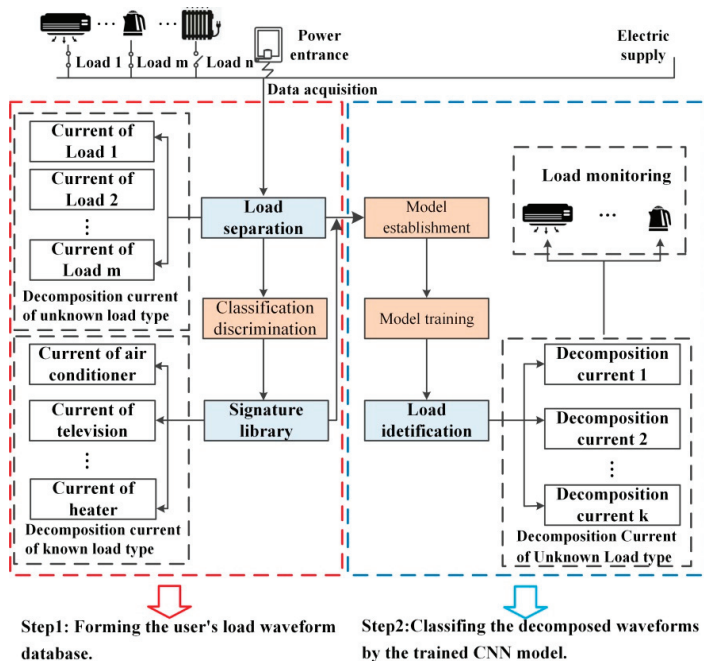 Load 1
Load m
Load n
Power
entrance
Electric
supply
Data acquisition
Current of
Load 1
Current of
Load 2
Current of
Load m
Decomposition current
of unknown load type
Load
separation
Classification
discrimination
Signature
library
Current of air
conditioner
Current of
television
Current of
heater
Decomposition current
of known load type
Model
establishment
Model training
Load
idetification
Load monitoring
Decomposition
current 1
Decomposition
current 2
Decomposition
current k
Decomposition Current
of Unknown Load type
Step1: Forming the user's load waveform
database.
Step2:Classifing the decomposed waveforms
by the trained CNN model.